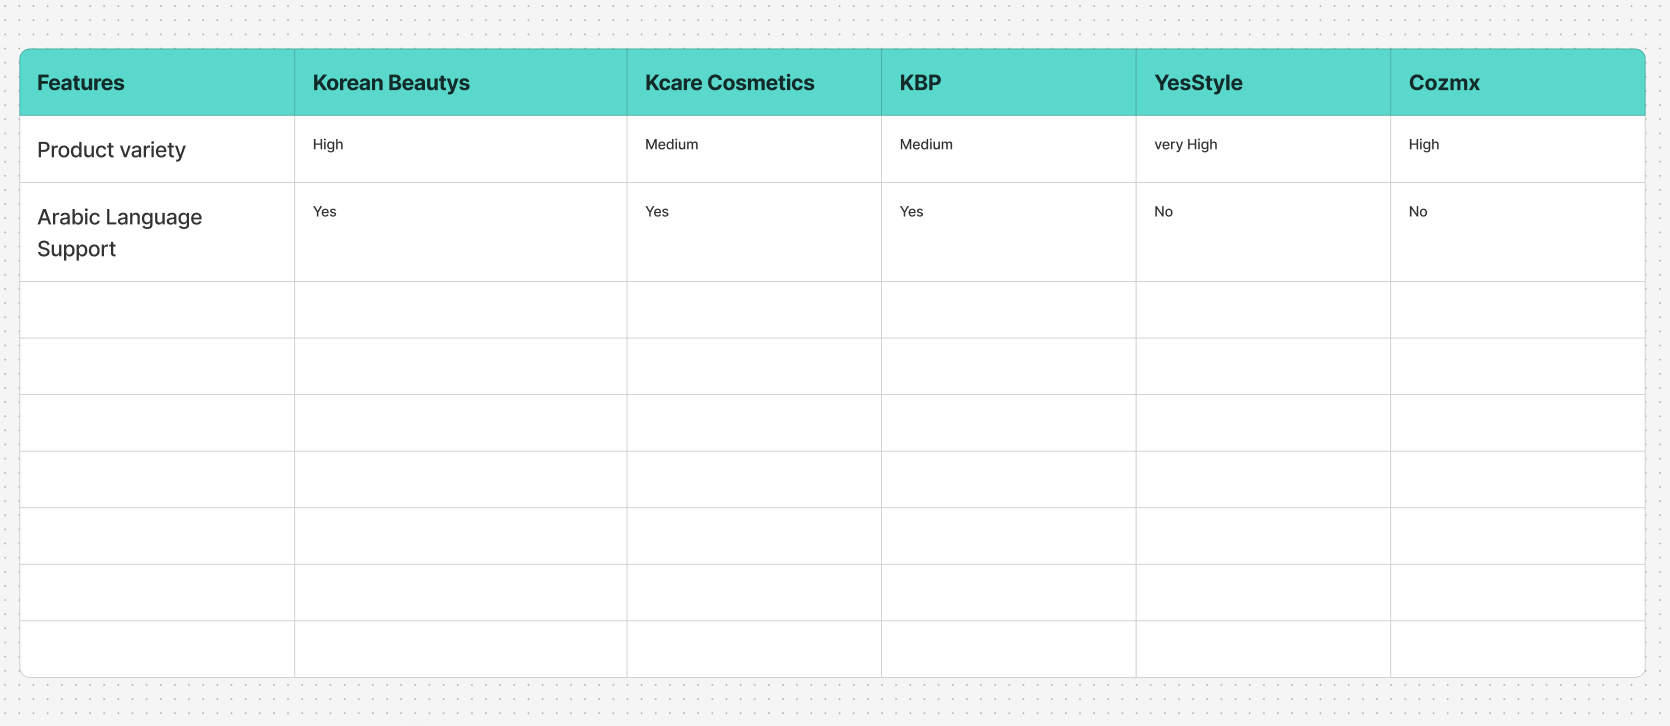 Features Korean Beautys Kcare Cosmetics KBP YesStyle Cozmx
Product variety High Medium Medium very High High
Arabic Language Yes Yes Yes No No
Support